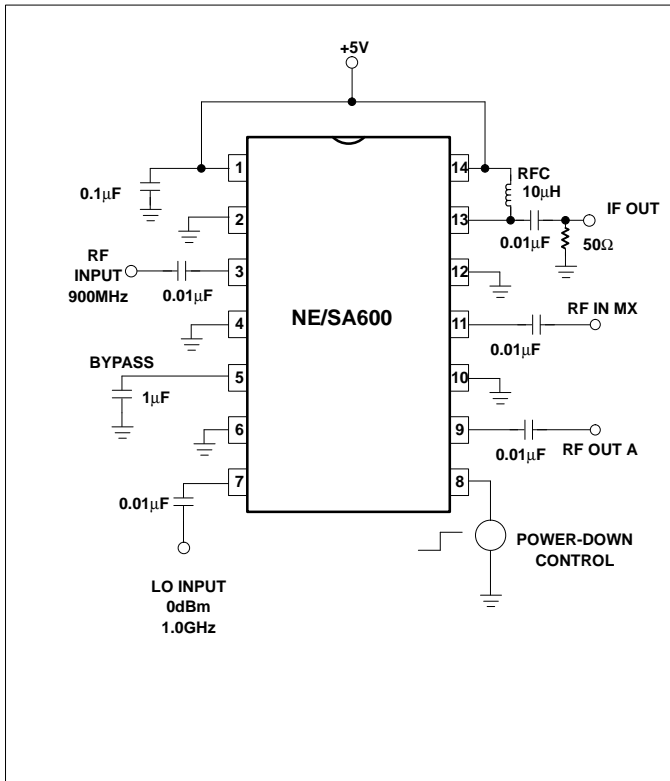 +5V
1
14
RFC
10μH
0.1μF
2
13
IF OUT
0.01μF
50Ω
RF
INPUT
900MHz
0.01μF
3
12
NE/SA600
4
11
RF IN MX
0.01μF
BYPASS
1μF
5
10
6
9
0.01μF
RF OUT A
0.01μF
7
8
POWER-DOWN
CONTROL
LO INPUT
0dBm
1.0GHz